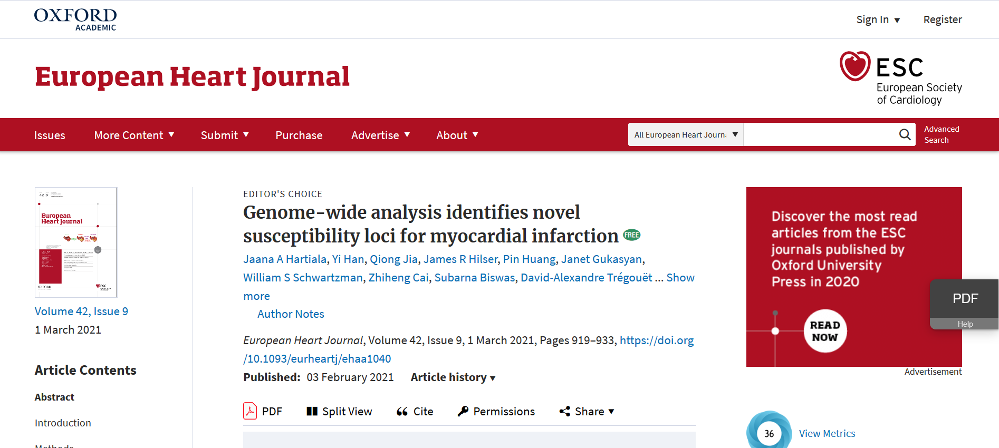 OXFORD
ACADEMIC
Sign In
Register
European Heart Journal
ESC
European Society
of Cardiology
Issues
More Content
Submit
Purchase
Advertise
About
All European Heart Journ
Advanced
Search
42 9
European
Heart Journal
OXFORD
ESC
Volume 42, Issue 9
1 March 2021
Article Contents
Abstract
Introduction
Methods
EDITOR'S CHOICE
Genome-wide analysis identifies novel
susceptibility loci for myocardial infarction FREE
Jaana A Hartiala, Yi Han, Qiong Jia, James R Hilser, Pin Huang, Janet Gukasyan,
William S Schwartzman, Zhiheng Cai, Subarna Biswas, David-Alexandre Trégouët ... Show
more
Author Notes
European Heart Journal, Volume 42, Issue 9, 1 March 2021, Pages 919–933, https://doi.org
/10.1093/eurheartj/ehaa1040
Published: 03 February 2021 Article history
PDF
Split View
Cite
Permissions
Share
Discover the most read
articles from the ESC
journals published by
Oxford University
Press in 2020
READ
NOW
PDF
Help
Advertisement
36
View Metrics